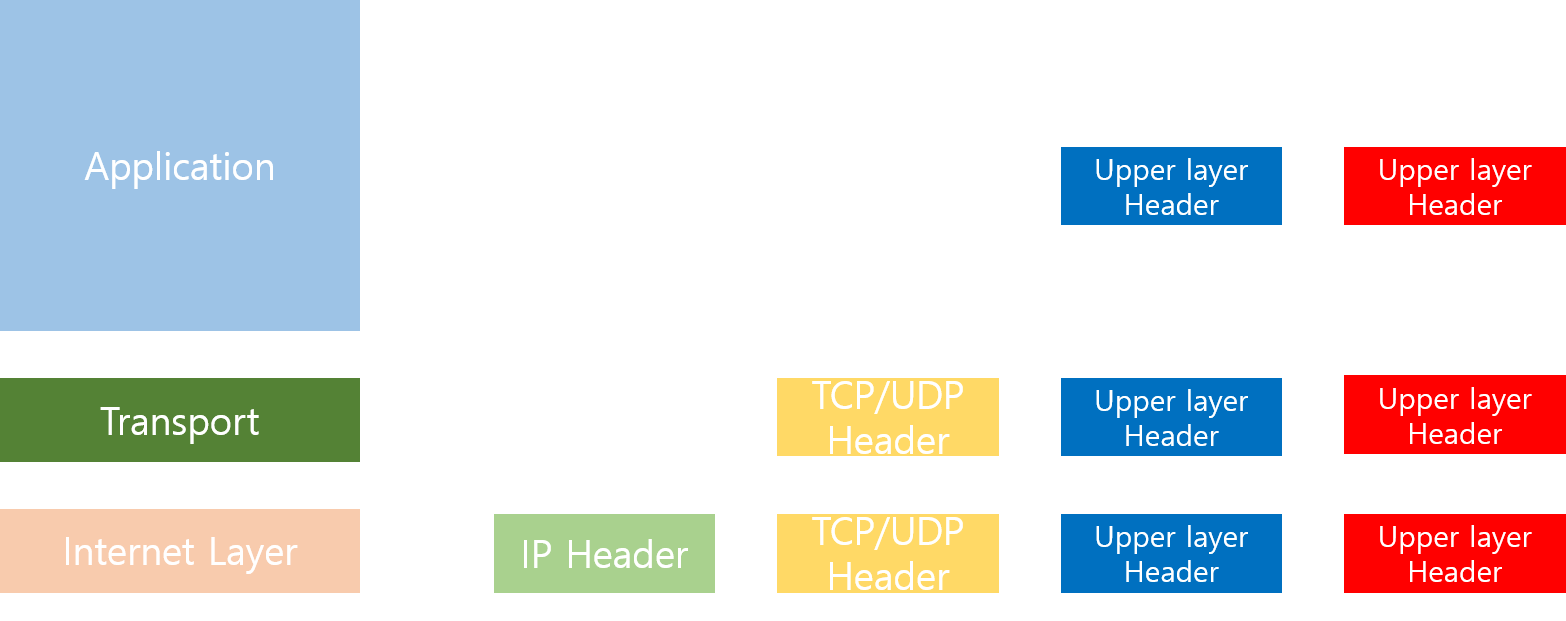 Application
Upper layer
Header
Upper layer
Header
Transport
TCP/UDP
Header
Upper layer
Header
Upper layer
Header
Internet Layer
IP Header
TCP/UDP
Header
Upper layer
Header
Upper layer
Header